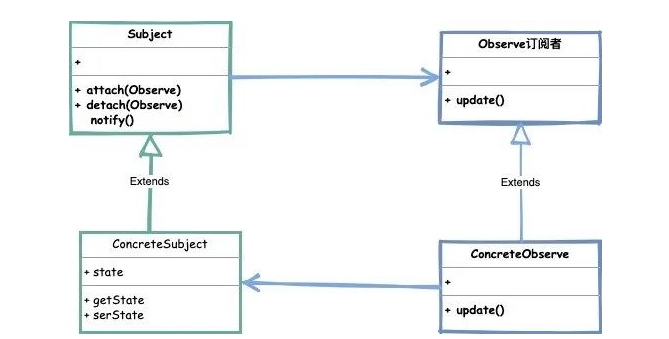 Subject
+
+ attach(Observe)
+ detach(Observe)
notify()
Observe订阅者
+
+ update()
Extends
Extends
ConcreteSubject
+ state
+ getState
+ serState
ConcreteObserve
+
+ update()